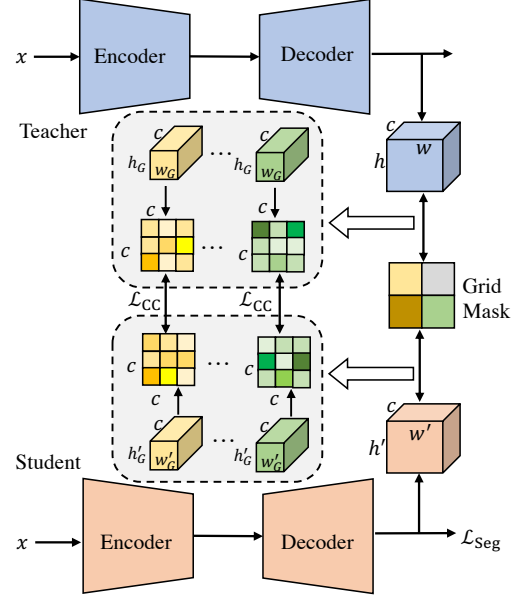 x
Encoder
Decoder
Teacher
c
h_G
w_G
...
c
h_G
w_G
c
w
h
c
c
...
c
Grid
Mask
ℒ_CC
ℒ_CC
c
...
c
c
c
c
h'_G
w'_G
...
c
h'_G
w'_G
c
w'
h'
Student
x
Encoder
Decoder
ℒ_Seg